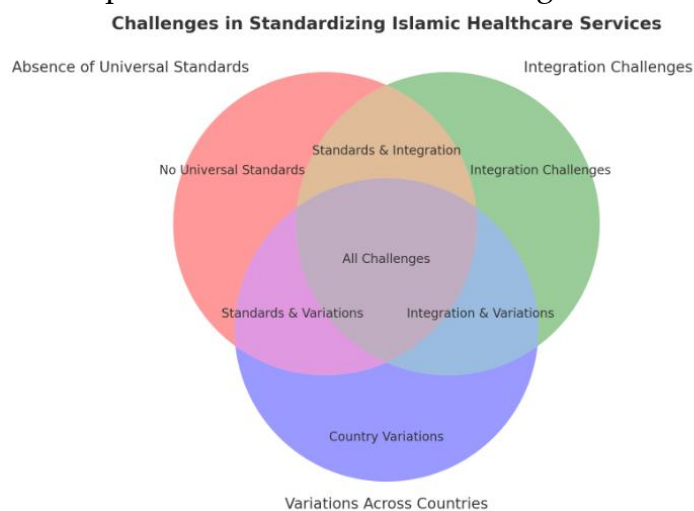 Challenges in Standardizing Islamic Healthcare Services
Absence of Universal Standards
Integration Challenges
Standards & Integration
No Universal Standards
Integration Challenges
All Challenges
Standards & Variations
Integration & Variations
Country Variations
Variations Across Countries